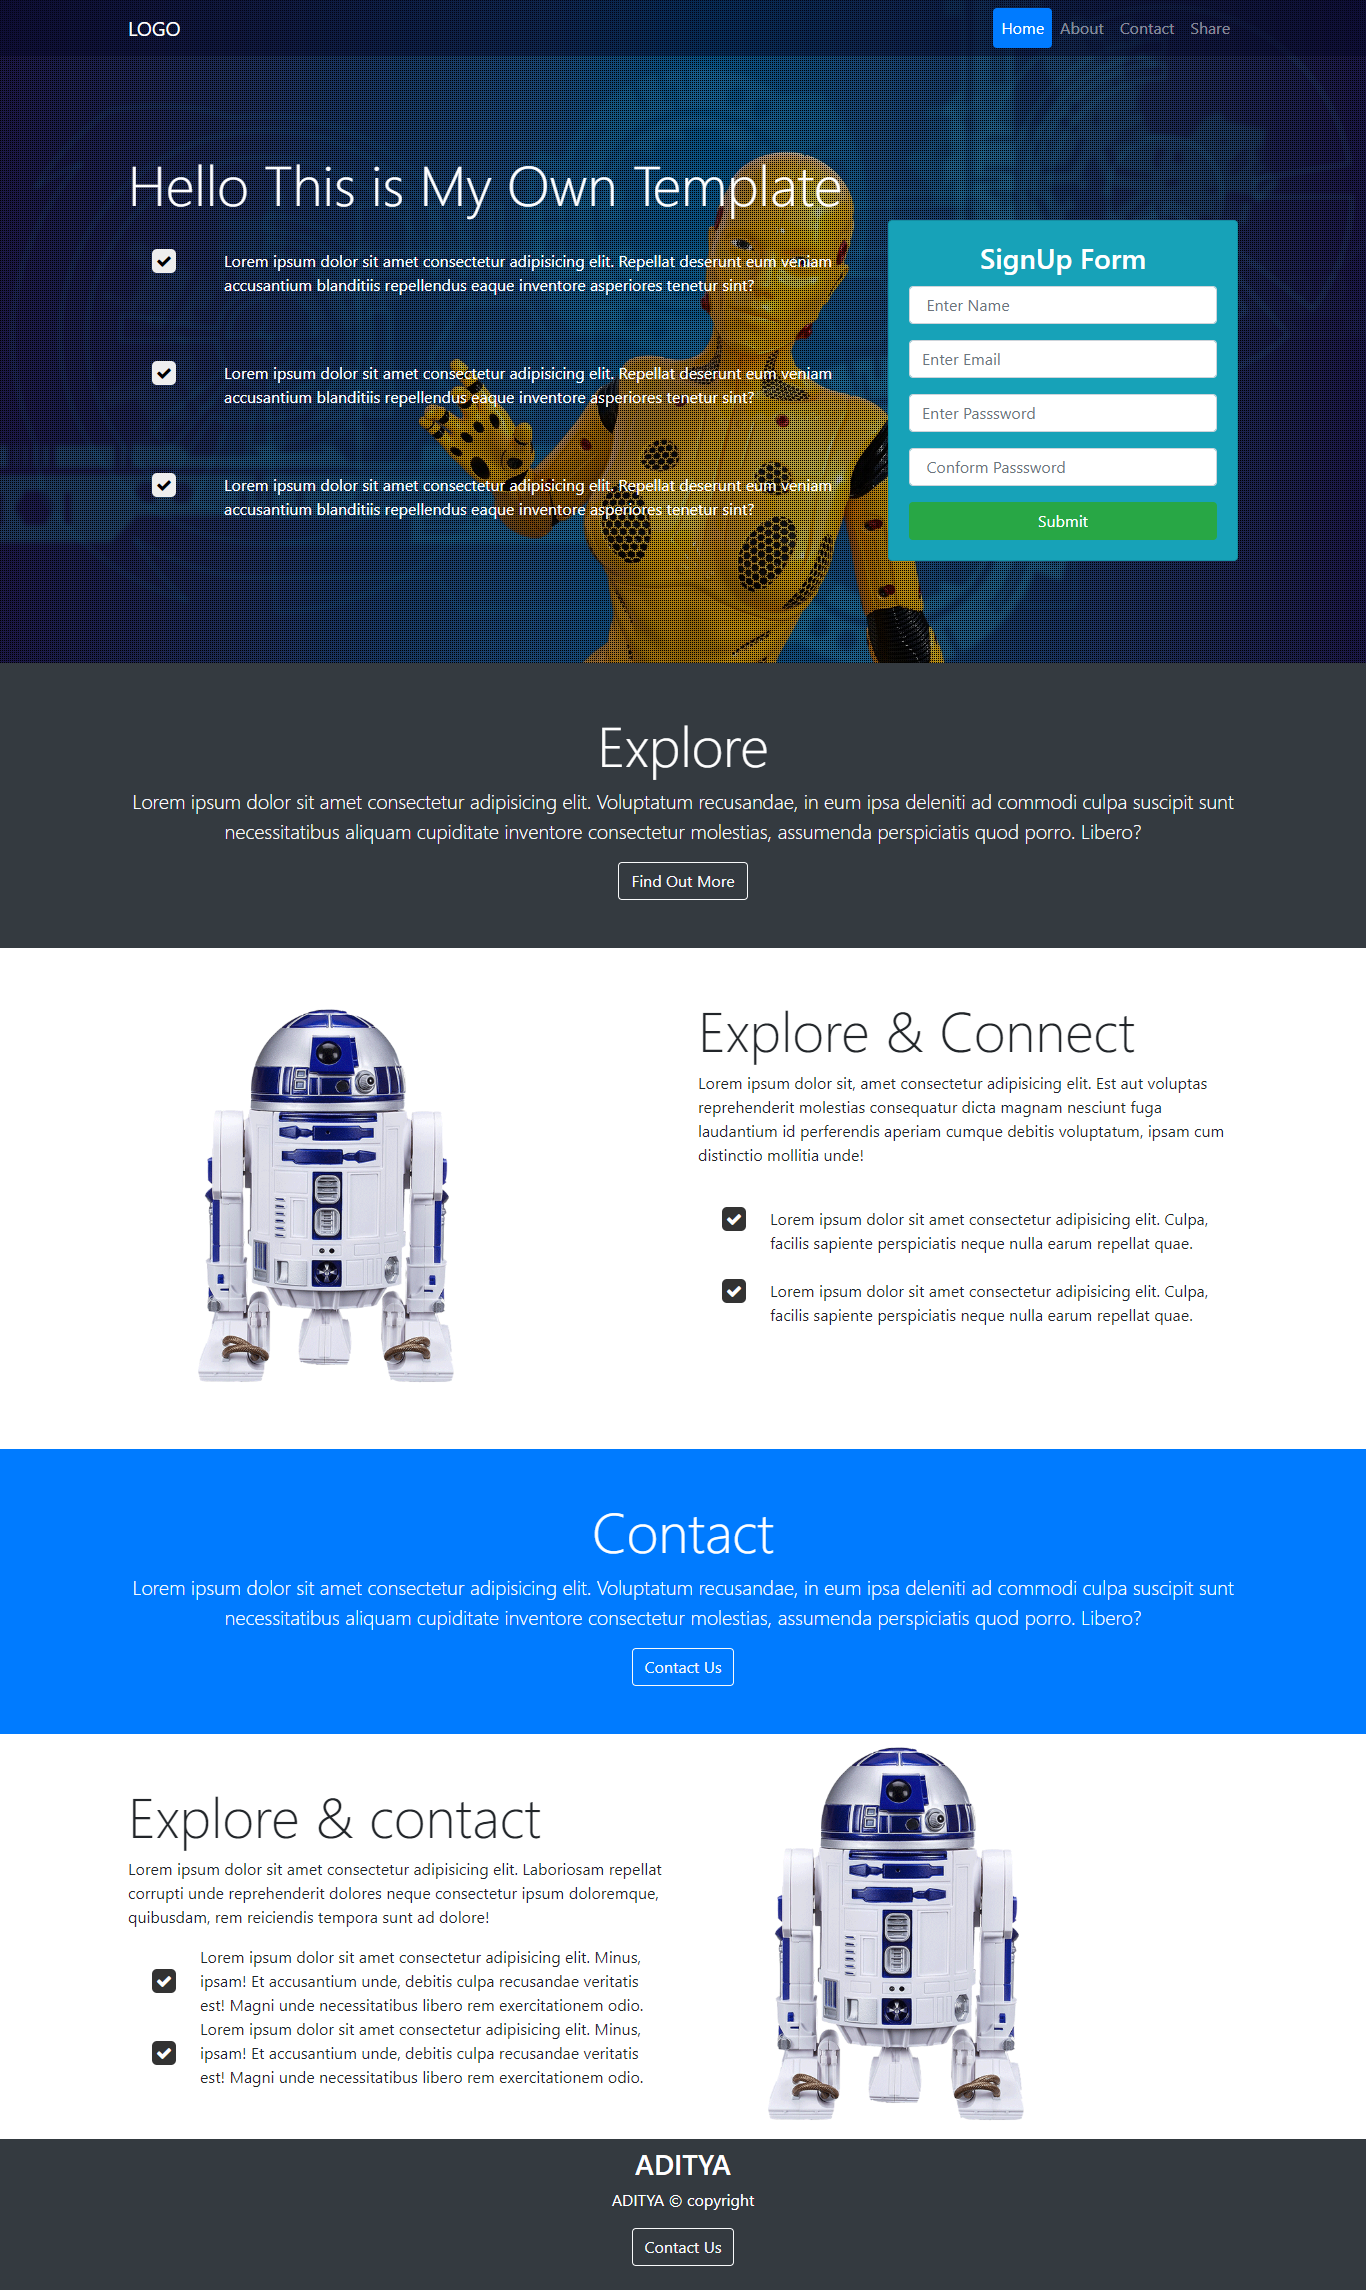 LOGO
Home About Contact Share
Hello This is My Own Template
Lorem ipsum dolor sit amet consectetur adipisicing elit. Repellat deserunt eum veniam
accusantium blanditiis repellendus eaque inventore asperiores tenetur sint?
Lorem ipsum dolor sit amet consectetur adipisicing elit. Repellat deserunt eum veniam
accusantium blanditiis repellendus eaque inventore asperiores tenetur sint?
Lorem ipsum dolor sit amet consectetur adipisicing elit. Repellat deserunt eum veniam
accusantium blanditiis repellendus eaque inventore asperiores tenetur sint?
SignUp Form
Enter Name
Enter Email
Enter Passsword
Conform Passsword
Submit
Explore
Lorem ipsum dolor sit amet consectetur adipisicing elit. Voluptatum recusandae, in eum ipsa deleniti ad commodi culpa suscipit sunt
necessitatibus aliquam cupiditate inventore consectetur molestias, assumenda perspiciatis quod porro. Libero?
Find Out More
Explore & Connect
Lorem ipsum dolor sit, amet consectetur adipisicing elit. Est aut voluptas
reprehenderit molestias consequatur dicta magnam nesciunt fuga
laudantium id perferendis aperiam cumque debitis voluptatum, ipsam cum
distinctio mollitia unde!
Lorem ipsum dolor sit amet consectetur adipisicing elit. Culpa,
facilis sapiente perspiciatis neque nulla earum repellat quae.
Lorem ipsum dolor sit amet consectetur adipisicing elit. Culpa,
facilis sapiente perspiciatis neque nulla earum repellat quae.
Contact
Lorem ipsum dolor sit amet consectetur adipisicing elit. Voluptatum recusandae, in eum ipsa deleniti ad commodi culpa suscipit sunt
necessitatibus aliquam cupiditate inventore consectetur molestias, assumenda perspiciatis quod porro. Libero?
Contact Us
Explore & contact
Lorem ipsum dolor sit amet consectetur adipisicing elit. Laboriosam repellat
corrupti unde reprehenderit dolores neque consectetur ipsum doloremque,
quibusdam, rem reiciendis tempora sunt ad dolore!
Lorem ipsum dolor sit amet consectetur adipisicing elit. Minus,
ipsam! Et accusantium unde, debitis culpa recusandae veritatis
est! Magni unde necessitatibus libero rem exercitationem odio.
Lorem ipsum dolor sit amet consectetur adipisicing elit. Minus,
ipsam! Et accusantium unde, debitis culpa recusandae veritatis
est! Magni unde necessitatibus libero rem exercitationem odio.
ADITYA
ADITYA © copyright
Contact Us